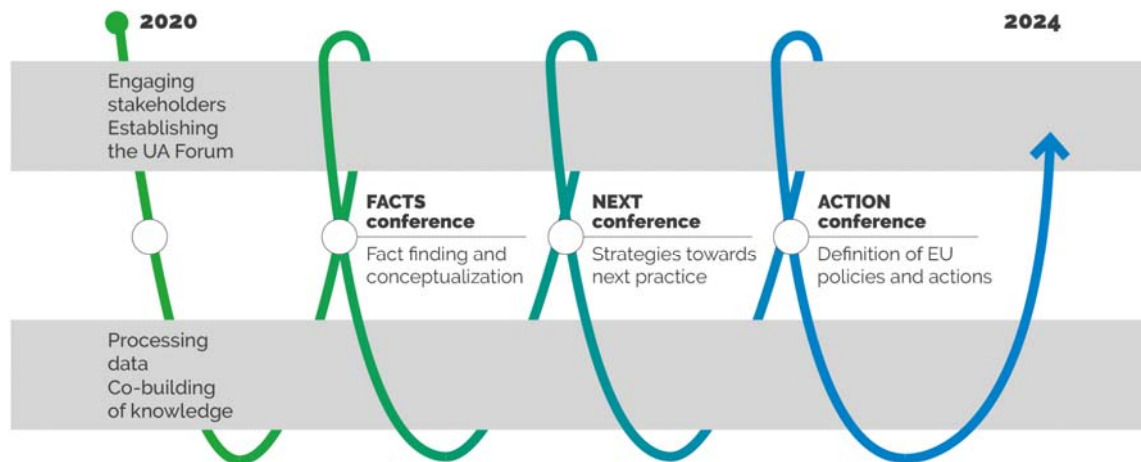 2020
2024
Engaging
stakeholders
Establishing
the UA Forum
FACTS
conference
Fact finding and
conceptualization
NEXT
conference
Strategies towards
next practice
ACTION
conference
Definition of EU
policies and actions
Processing
data
Co-building
of knowledge